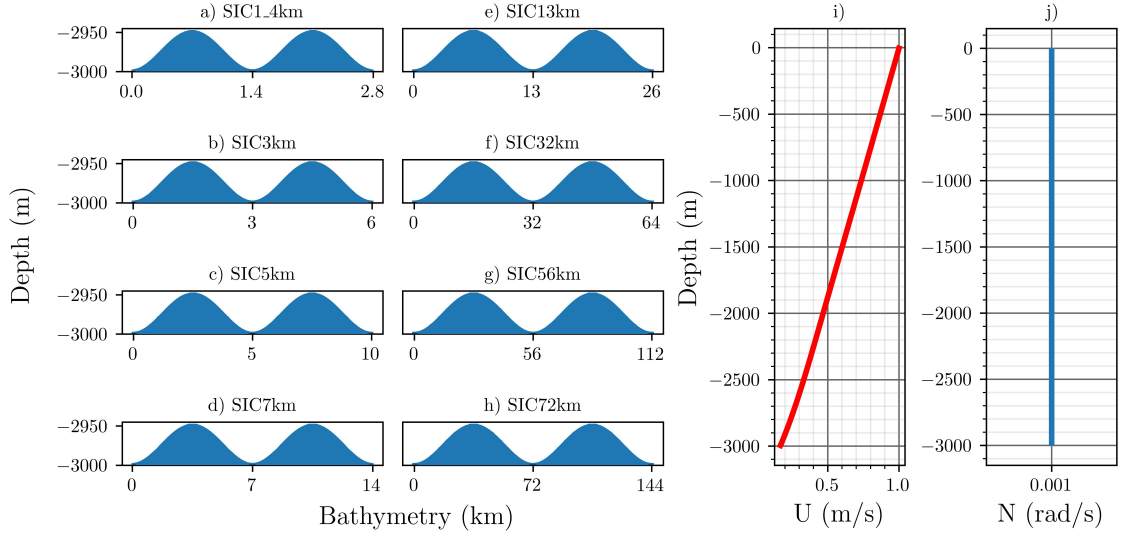 a) SIC1_4km
−2950
−3000
0.0 1.4 2.8
e) SIC13km
0 13 26
b) SIC3km
−2950
−3000
0 3 6
f) SIC32km
0 32 64
c) SIC5km
−2950
−3000
0 5 10
g) SIC56km
0 56 112
d) SIC7km
−2950
−3000
0 7 14
h) SIC72km
0 72 144
Depth (m)
Bathymetry (km)
i)
0
−500
−1000
−1500
−2000
−2500
−3000
0.5 1.0
Depth (m)
U (m/s)
j)
0
−500
−1000
−1500
−2000
−2500
−3000
0.001
N (rad/s)